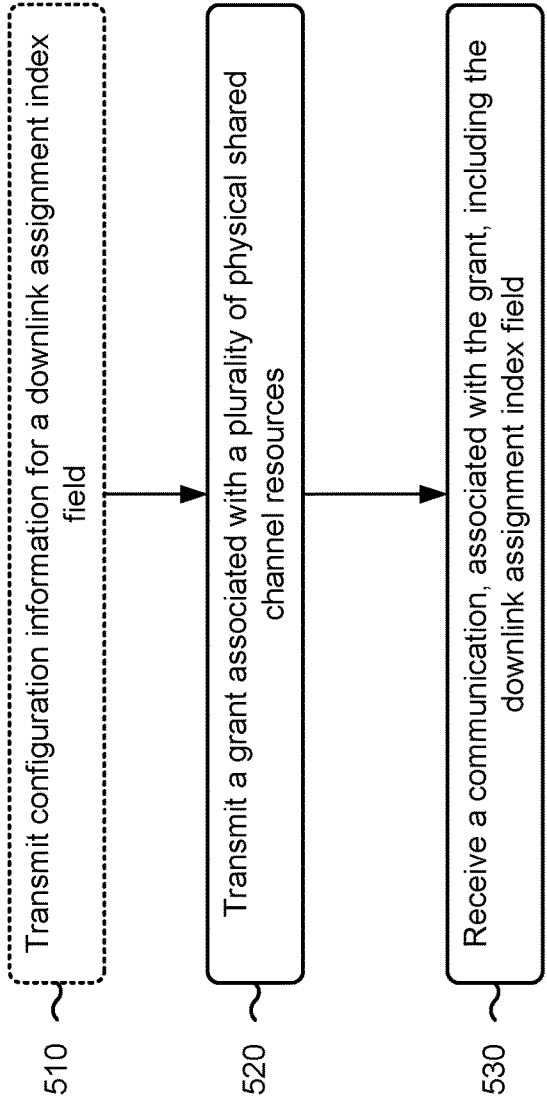 510
Transmit configuration information for a downlink assignment index
field
520
Transmit a grant associated with a plurality of physical shared
channel resources
530
Receive a communication, associated with the grant, including the
downlink assignment index field